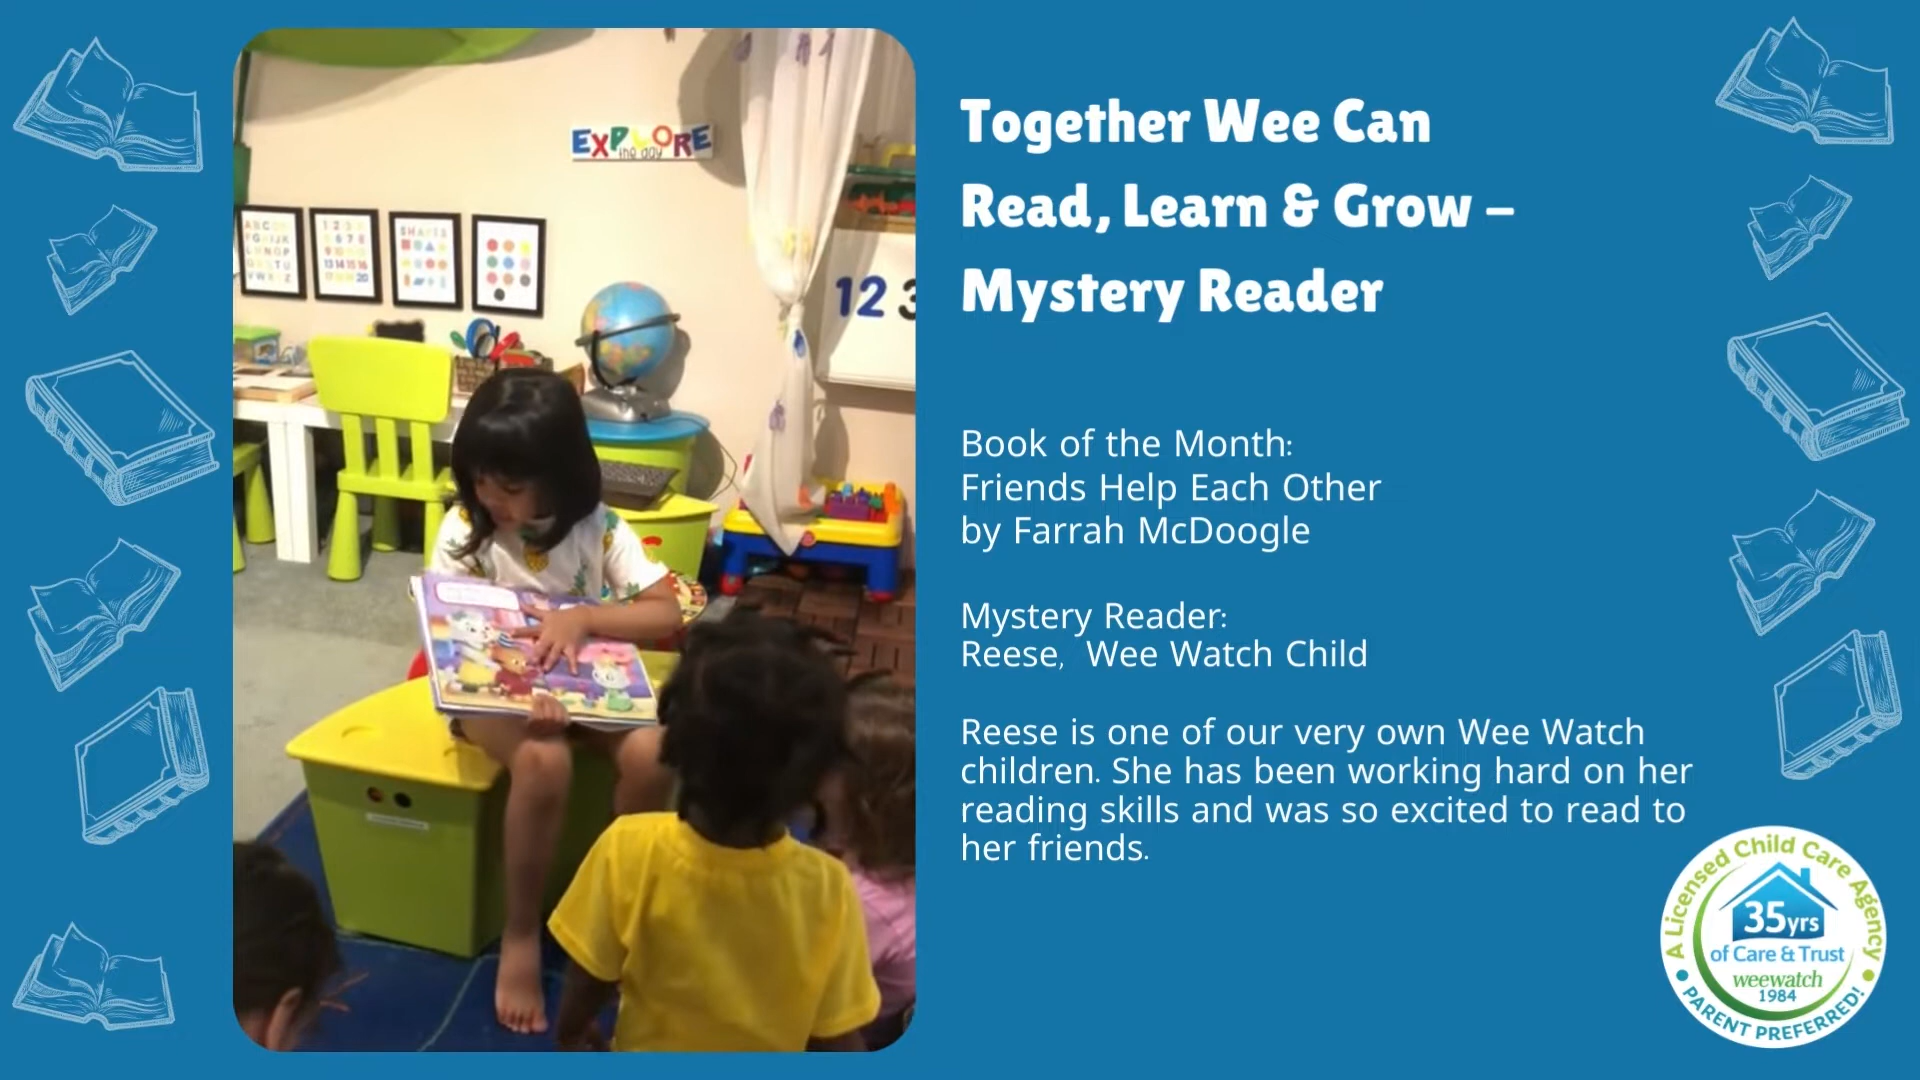 EXPLORE
the day
12 3
Together Wee Can
Read, Learn & Grow –
Mystery Reader
Book of the Month:
Friends Help Each Other
by Farrah McDoogle
Mystery Reader:
Reese, Wee Watch Child
Reese is one of our very own Wee Watch
children. She has been working hard on her
reading skills and was so excited to read to
her friends.
A Licensed Child Care Agency
35yrs
of Care & Trust
weewatch
1984
PARENT PREFERRED!
SHAPES